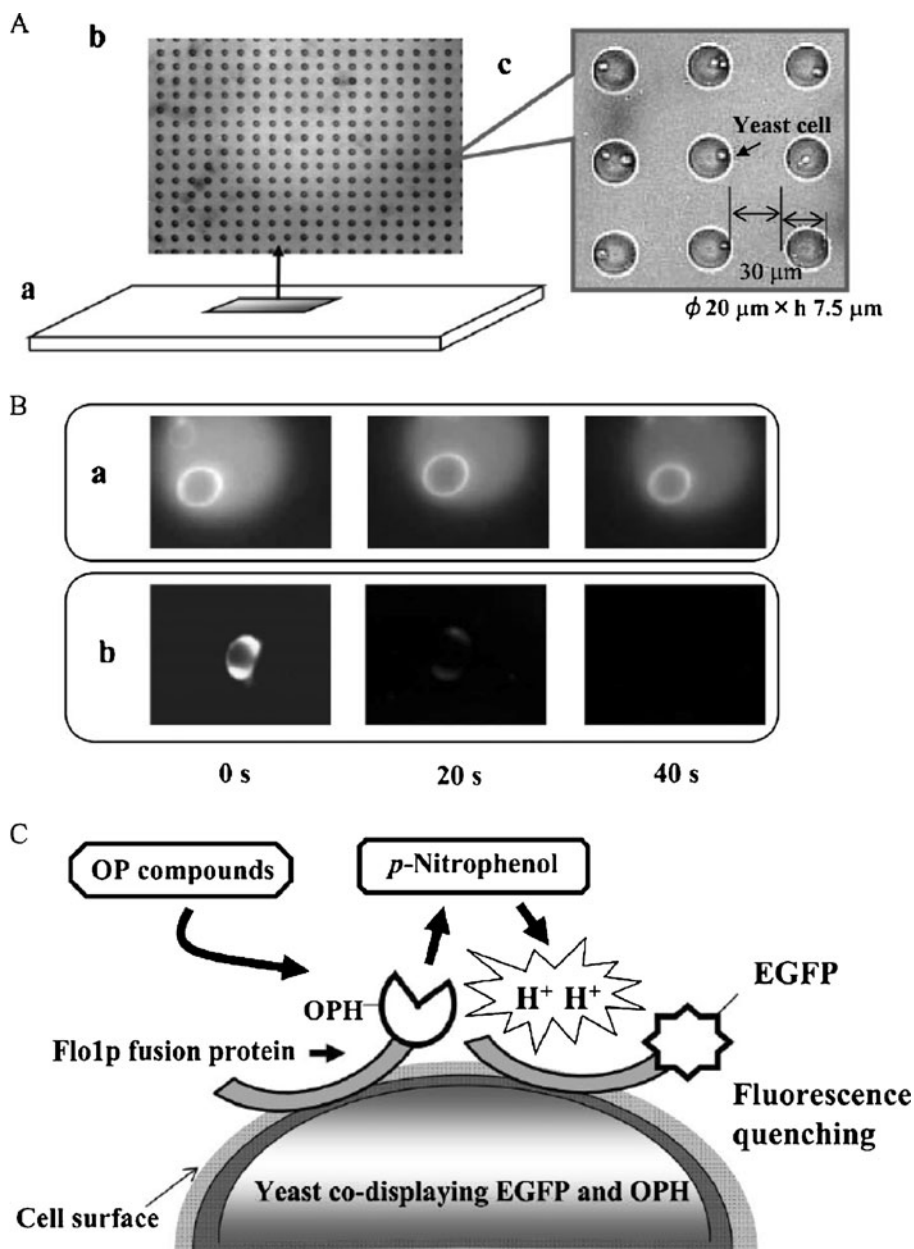 A
b
c
Yeast cell
30 μm
a
ϕ 20 μm × h 7.5 μm
B
a
b
0 s
20 s
40 s
C
OP compounds
p-Nitrophenol
EGFP
OPH
H⁺ H⁺
Flo1p fusion protein
Fluorescence
quenching
Yeast co-displaying EGFP and OPH
Cell surface